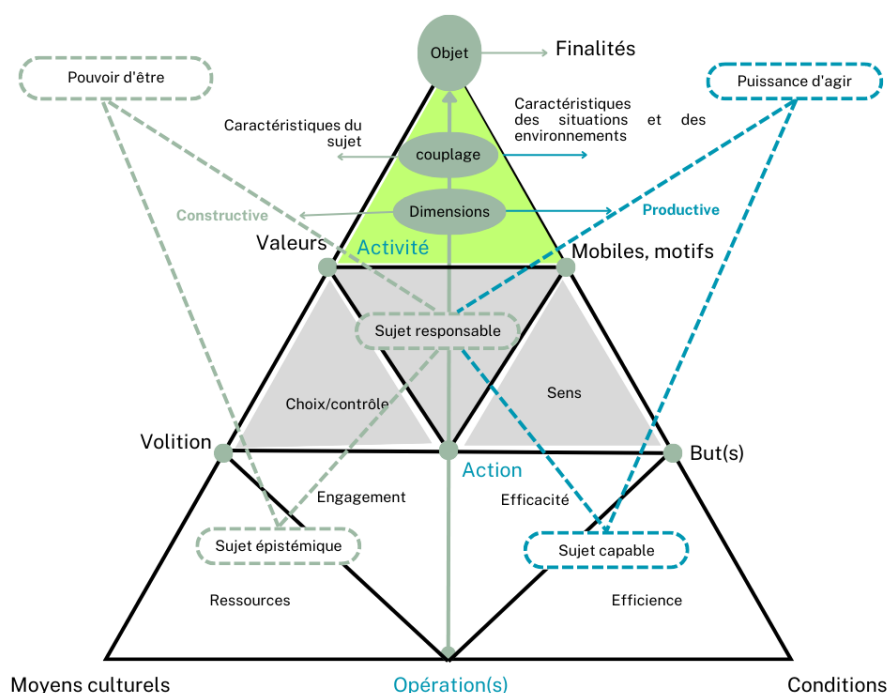 Objet
Finalités
Pouvoir d'être
Puissance d'agir
Caractéristiques du
sujet
Caractéristiques
des situations et des
environnements
couplage
Constructive
Dimensions
Productive
Valeurs
Activité
Mobiles, motifs
Sujet responsable
Choix/contrôle
Sens
Volition
Action
But(s)
Engagement
Efficacité
Sujet épistémique
Sujet capable
Ressources
Efficience
Moyens culturels
Opération(s)
Conditions